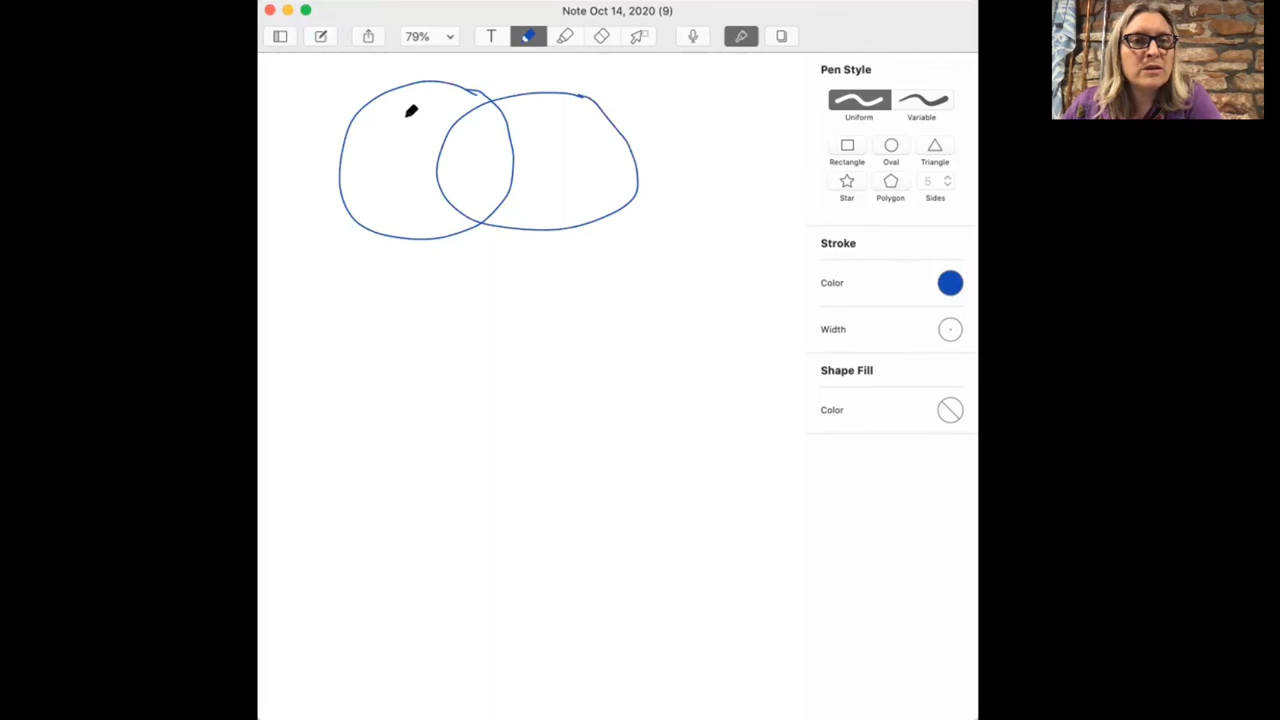 Note Oct 14, 2020 (9)
79%
T
Pen Style
Uniform
Variable
Rectangle
Oval
Triangle
5
Star
Polygon
Sides
Stroke
Color
Width
Shape Fill
Color